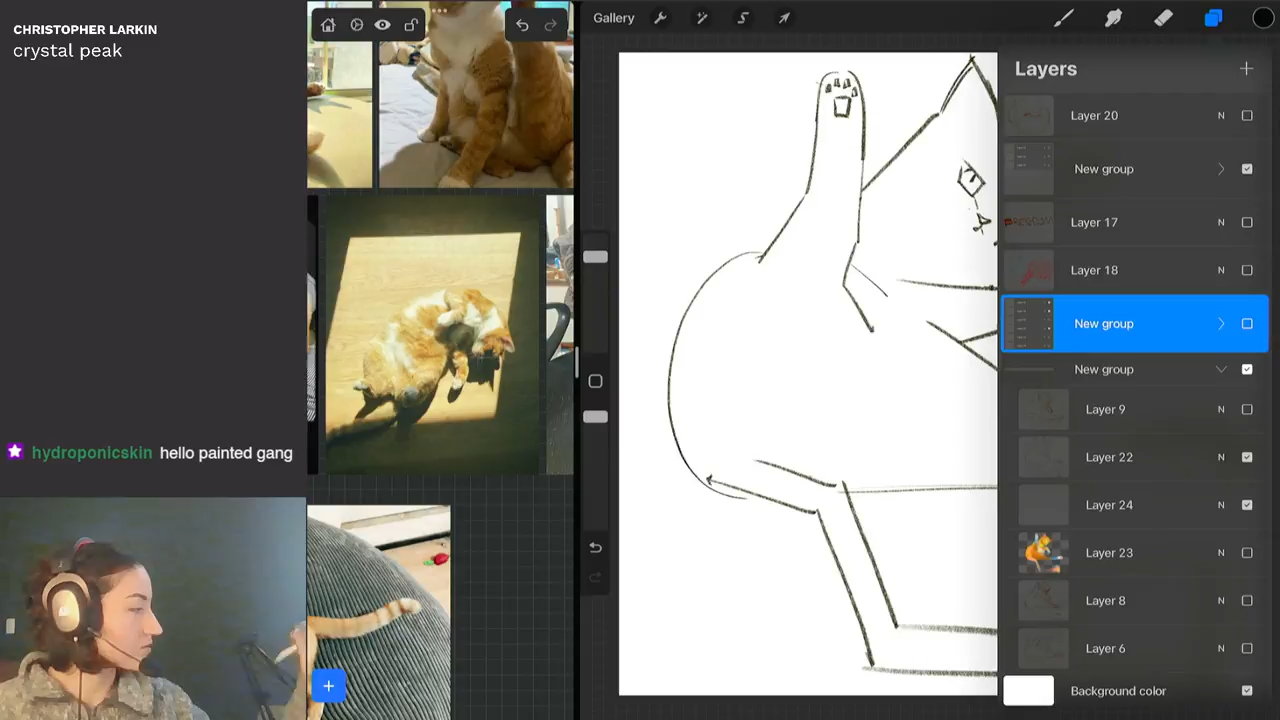 CHRISTOPHER LARKIN
crystal peak
hydroponicskin hello painted gang
Gallery
Layers
Layer 20 N
New group
Layer 17 N
Layer 18 N
New group
New group
Layer 9 N
Layer 22 N
Layer 24 N
Layer 23 N
Layer 8 N
Layer 6 N
Background color